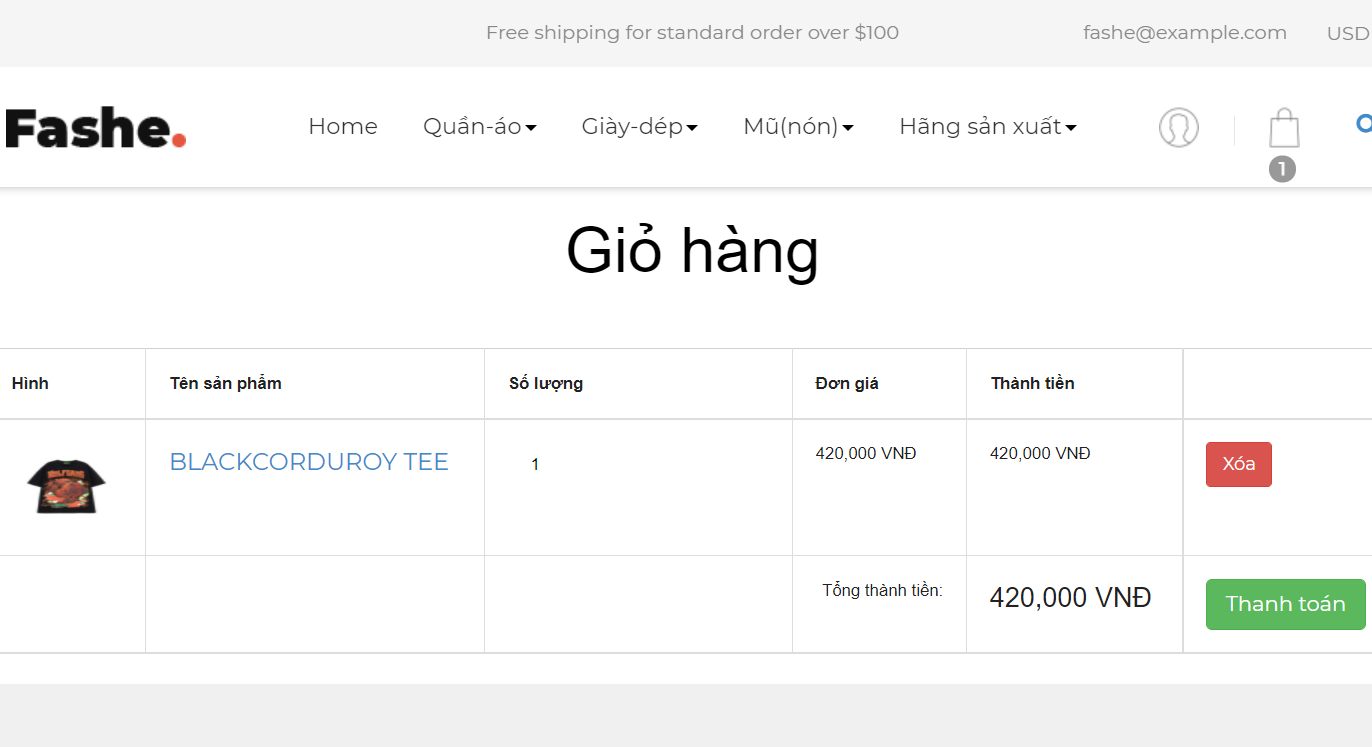 Free shipping for standard order over $100 fashe@example.com USD
Fashe. Home Quần-áo Giày-dép Mũ(nón) Hãng sản xuất
1
Giỏ hàng
Hình Tên sản phẩm Số lượng Đơn giá Thành tiền
BLACKCORDUROY TEE 1 420,000 VNĐ 420,000 VNĐ Xóa
Tổng thành tiền: 420,000 VNĐ Thanh toán